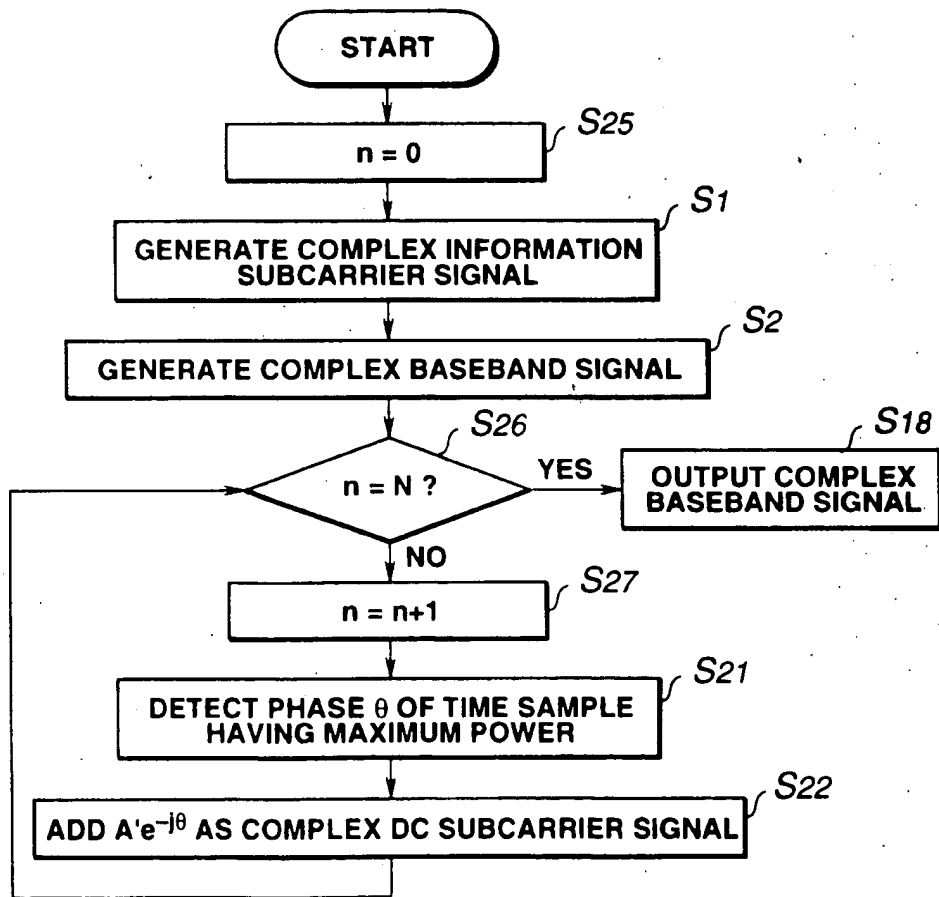 START
S25
n = 0
S1
GENERATE COMPLEX INFORMATION
SUBCARRIER SIGNAL
S2
GENERATE COMPLEX BASEBAND SIGNAL
S26
n = N ?
YES
S18
OUTPUT COMPLEX
BASEBAND SIGNAL
NO
S27
n = n+1
S21
DETECT PHASE θ OF TIME SAMPLE
HAVING MAXIMUM POWER
S22
ADD A'e^{-jθ} AS COMPLEX DC SUBCARRIER SIGNAL